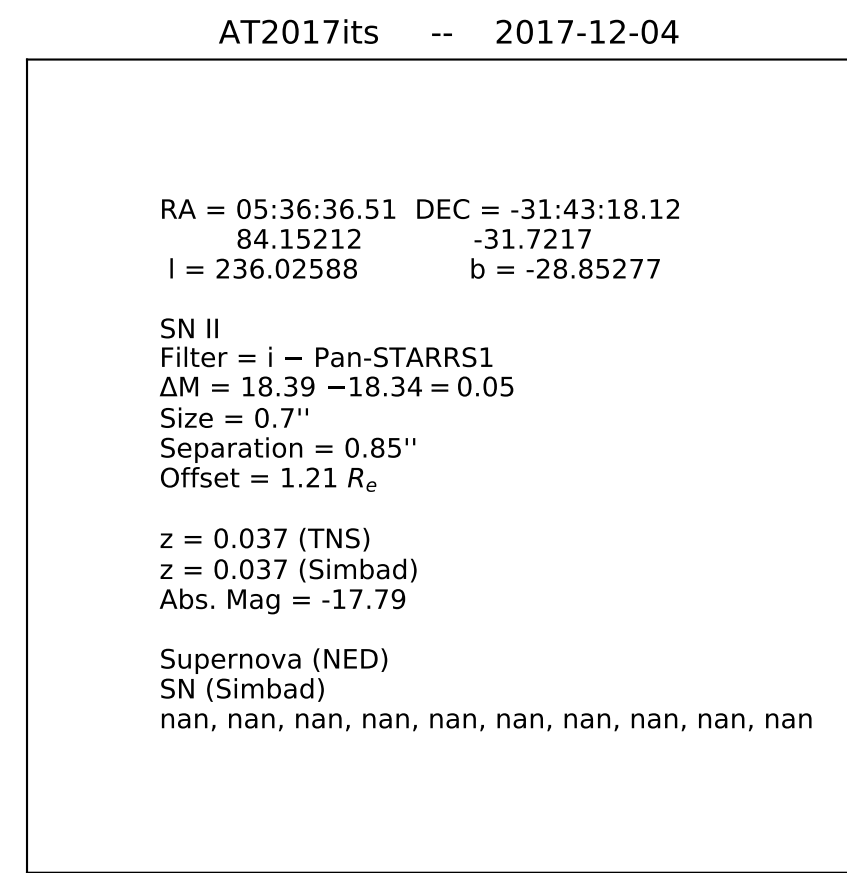 AT2017its -- 2017-12-04
RA = 05:36:36.51 DEC = -31:43:18.12
84.15212 -31.7217
l = 236.02588 b = -28.85277
SN II
Filter = i − Pan-STARRS1
ΔM = 18.39 −18.34 = 0.05
Size = 0.7''
Separation = 0.85''
Offset = 1.21 Rₑ
z = 0.037 (TNS)
z = 0.037 (Simbad)
Abs. Mag = -17.79
Supernova (NED)
SN (Simbad)
nan, nan, nan, nan, nan, nan, nan, nan, nan, nan